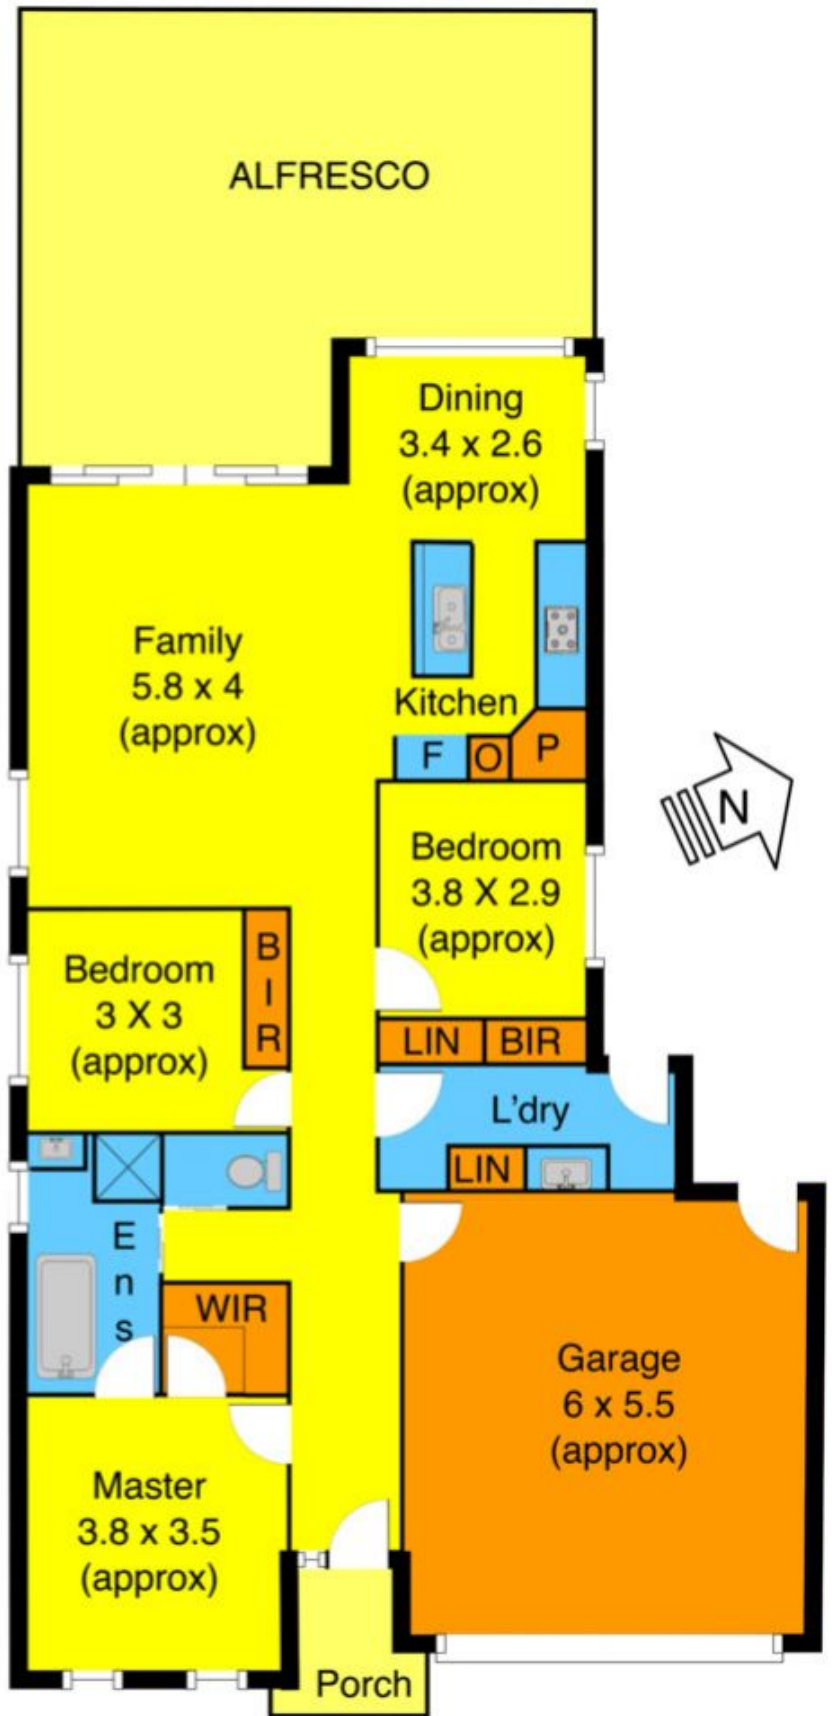 ALFRESCO
Dining
3.4 x 2.6
(approx)
Family
5.8 x 4
(approx)
Kitchen
F
O
P
N
Bedroom
3.8 X 2.9
(approx)
Bedroom
3 X 3
(approx)
B
I
R
LIN
BIR
L'dry
LIN
E
n
s
WIR
Garage
6 x 5.5
(approx)
Master
3.8 x 3.5
(approx)
Porch